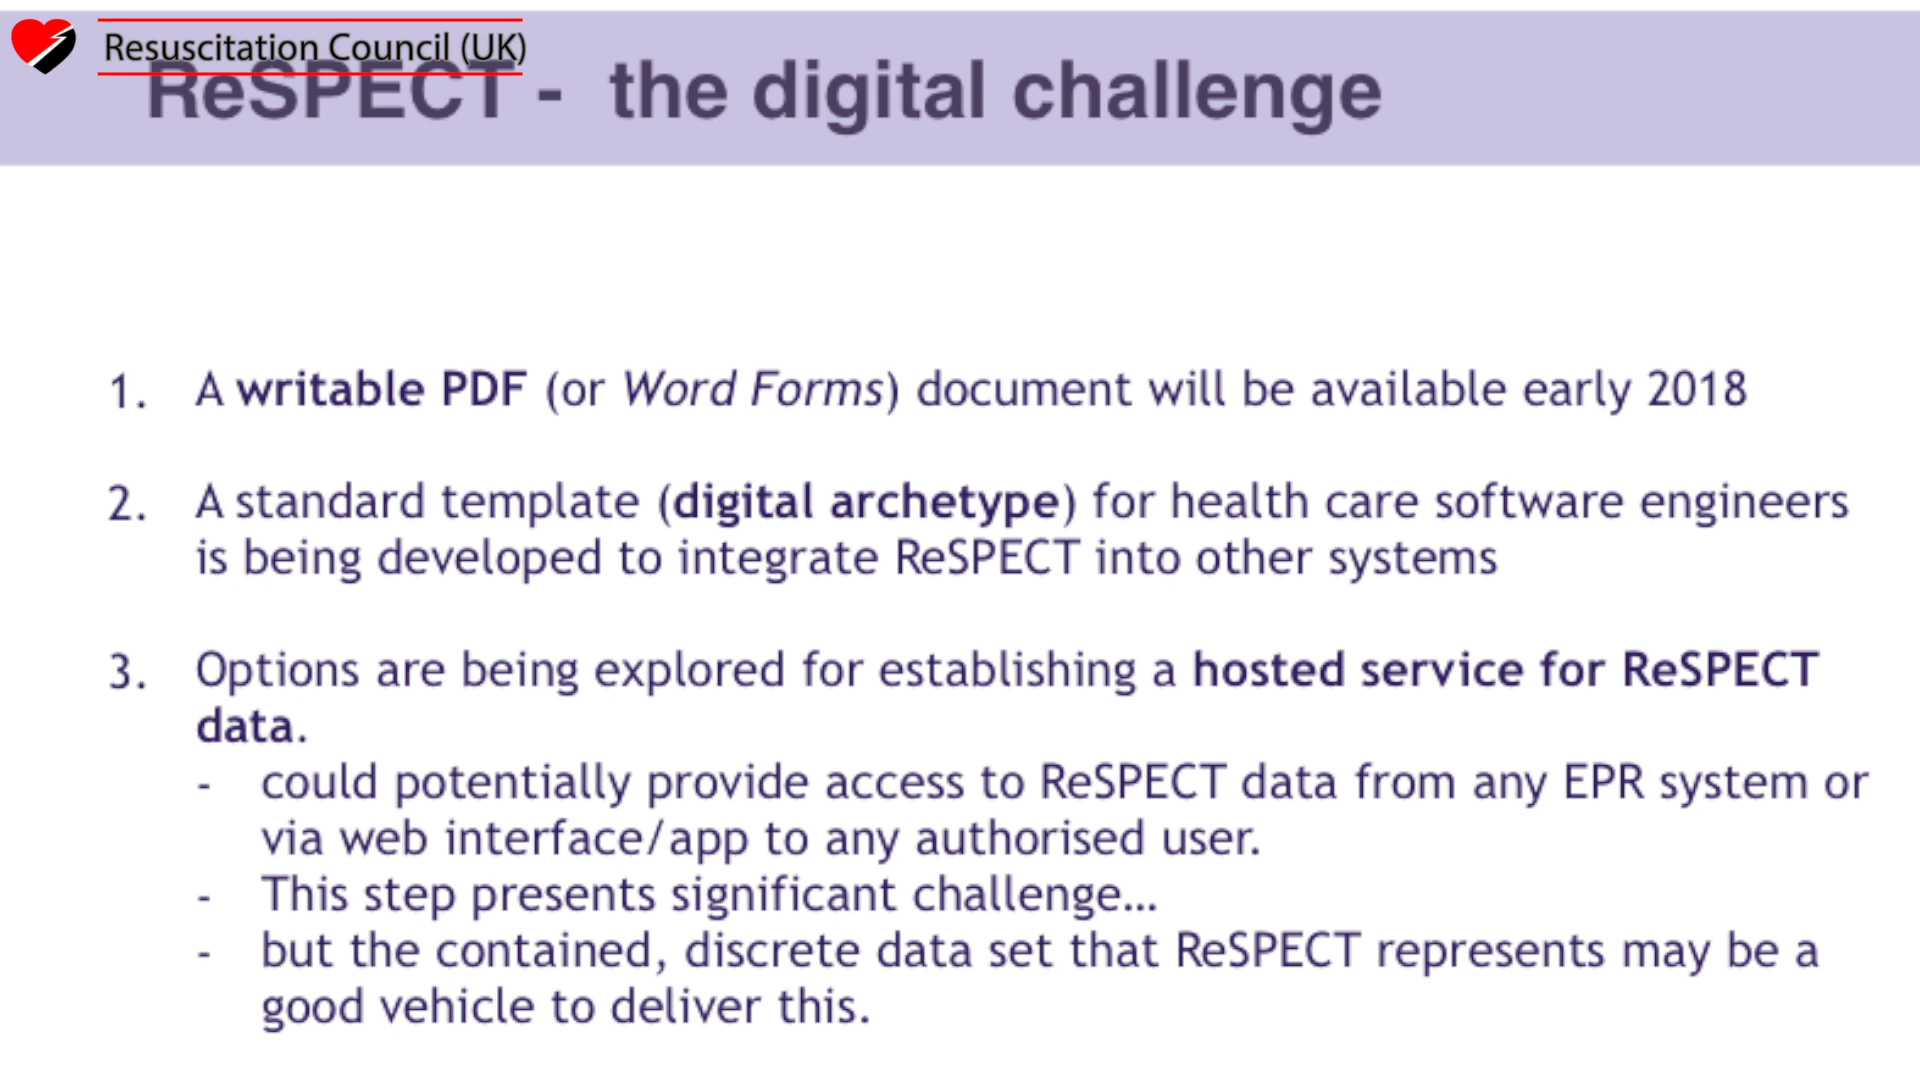 Resuscitation Council (UK)
ReSPECT -  the digital challenge
1. A writable PDF (or Word Forms) document will be available early 2018
2. A standard template (digital archetype) for health care software engineers
is being developed to integrate ReSPECT into other systems
3. Options are being explored for establishing a hosted service for ReSPECT
data.
- could potentially provide access to ReSPECT data from any EPR system or
via web interface/app to any authorised user.
- This step presents significant challenge…
- but the contained, discrete data set that ReSPECT represents may be a
good vehicle to deliver this.